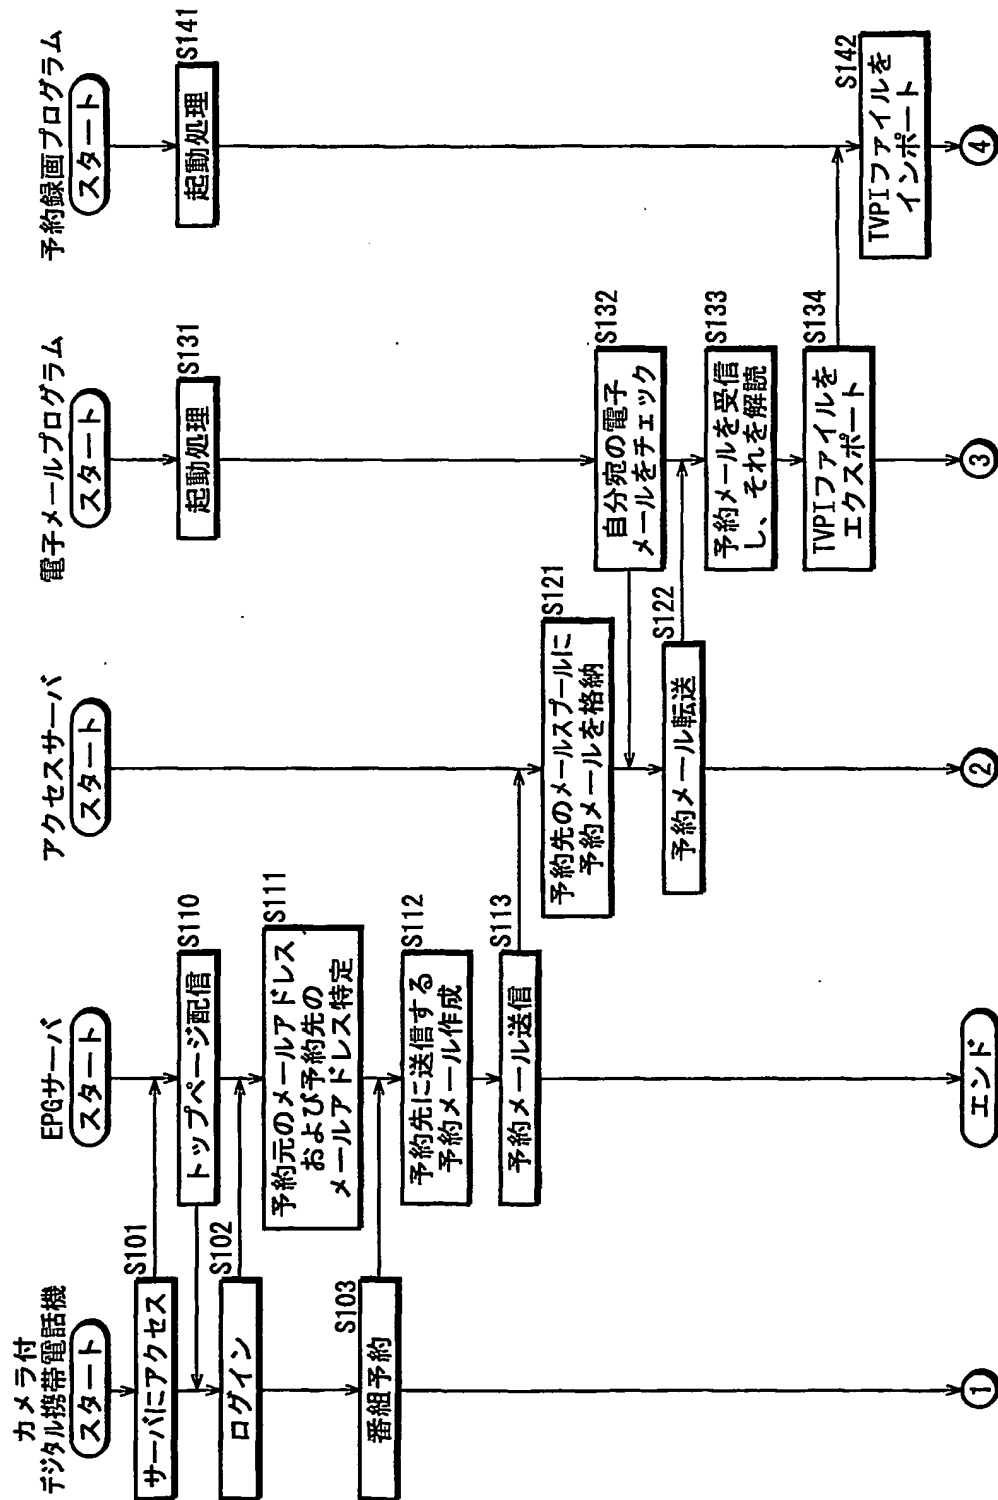 カメラ付
デジタル携帯電話機
スタート
サーバにアクセス
S101
ログイン
S102
番組予約
S103
①
EPGサーバ
スタート
トップページ配信
S110
予約元のメールアドレス
および予約先の
メールアドレス特定
S111
予約先に送信する
予約メール作成
S112
予約メール送信
S113
エンド
アクセスサーバ
スタート
予約先のメールスプールに
予約メールを格納
S121
予約メール転送
S122
②
電子メールプログラム
スタート
起動処理
S131
自分宛の電子
メールをチェック
S132
予約メールを受信
し、それを解読
S133
TVPIファイルを
エクスポート
S134
③
予約録画プログラム
スタート
起動処理
S141
TVPIファイルを
インポート
S142
④